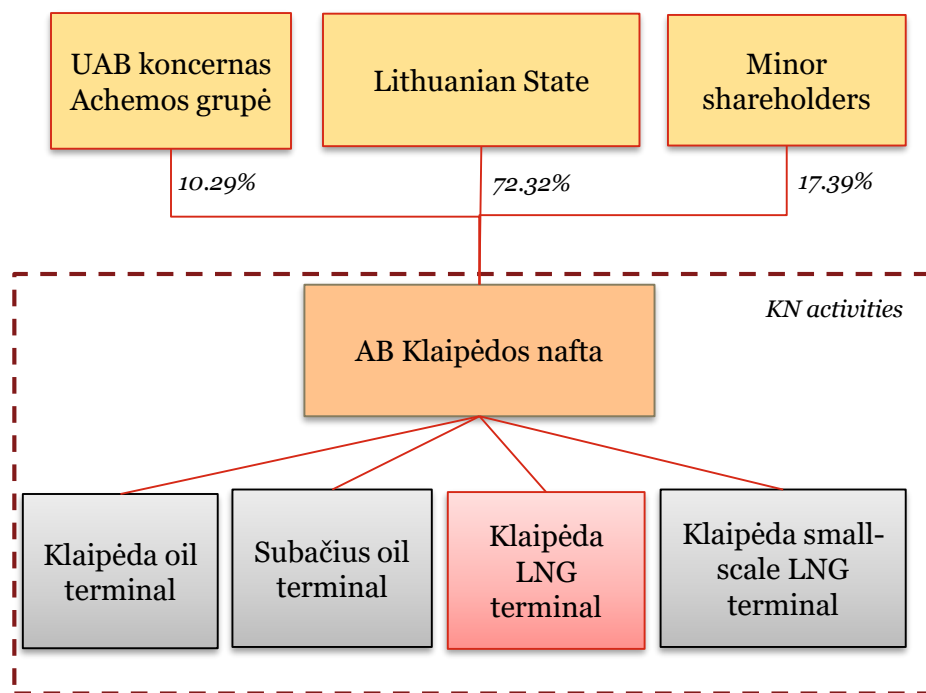 UAB koncernas
Achemos grupė
Lithuanian State
Minor
shareholders
10.29%
72.32%
17.39%
KN activities
AB Klaipėdos nafta
Klaipėda oil
terminal
Subačius oil
terminal
Klaipėda
LNG
terminal
Klaipėda small-
scale LNG
terminal